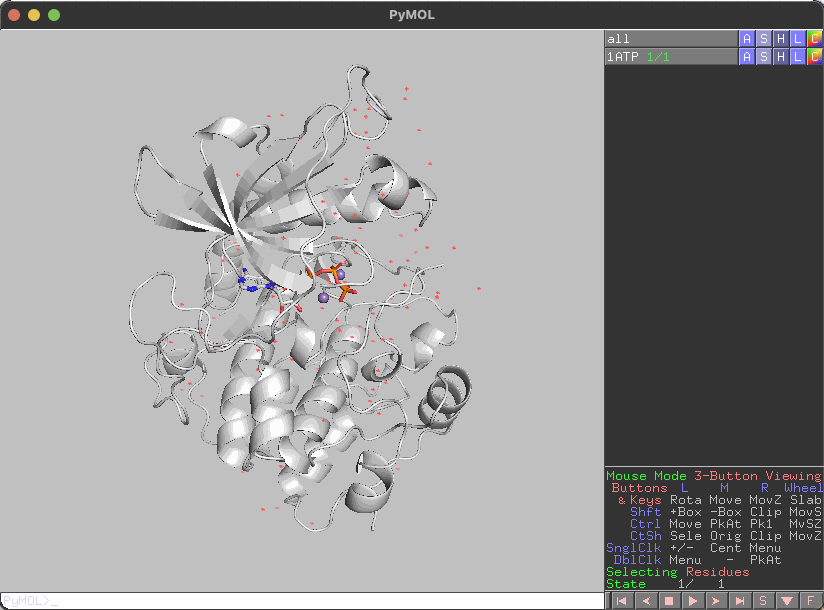 PyMOL
all A S H L C
1ATP 1/1 A S H L C
Mouse Mode 3-Button Viewing
Buttons L M R Wheel
& Keys Rota Move MovZ Slab
Shft +Box -Box Clip MovS
Ctrl Move PkAt Pk1 MvSZ
CtSh Sele Orig Clip MovZ
SnglClk +/- Cent Menu
DblClk Menu - PkAt
Selecting Residues
State 1/ 1
PyMOL>_
S F